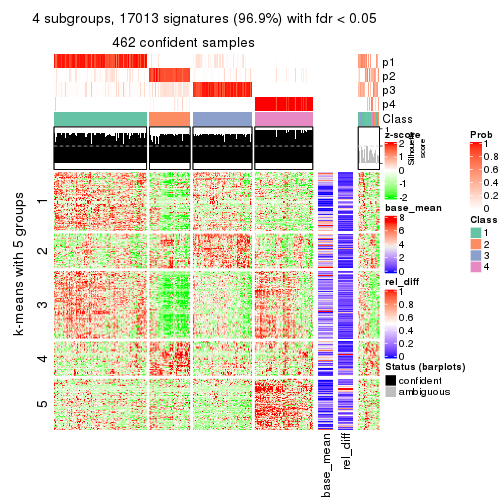 4 subgroups, 17013 signatures (96.9%) with fdr < 0.05
462 confident samples
p1
p2
p3
p4
Class
1
Silhouette
score
z-score
2
1
0
-1
-2
base_mean
8
6
4
2
0
rel_diff
1
0.8
0.6
0.4
0.2
0
Status (barplots)
confident
ambiguous
Prob
1
0.8
0.6
0.4
0.2
0
Class
1
2
3
4
k-means with 5 groups
1
2
3
4
5
base_mean
rel_diff